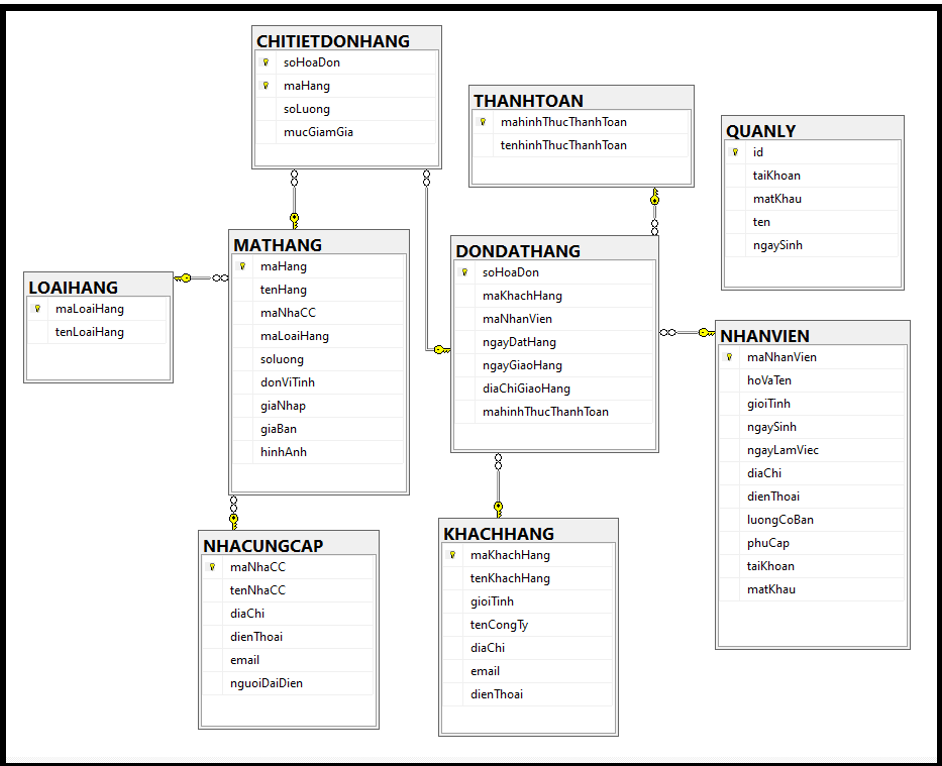 CHITIETDONHANG
soHoaDon
maHang
soLuong
mucGiamGia
THANHTOAN
mahinhThucThanhToan
tenhinhThucThanhToan
QUANLY
id
taiKhoan
matKhau
ten
ngaySinh
LOAIHANG
maLoaiHang
tenLoaiHang
MATHANG
maHang
tenHang
maNhaCC
maLoaiHang
soluong
donViTinh
giaNhap
giaBan
hinhAnh
DONDATHANG
soHoaDon
maKhachHang
maNhanVien
ngayDatHang
ngayGiaoHang
diaChiGiaoHang
mahinhThucThanhToan
NHANVIEN
maNhanVien
hoVaTen
gioiTinh
ngaySinh
ngayLamViec
diaChi
dienThoai
luongCoBan
phuCap
taiKhoan
matKhau
NHACUNGCAP
maNhaCC
tenNhaCC
diaChi
dienThoai
email
nguoiDaiDien
KHACHHANG
maKhachHang
tenKhachHang
gioiTinh
tenCongTy
diaChi
email
dienThoai